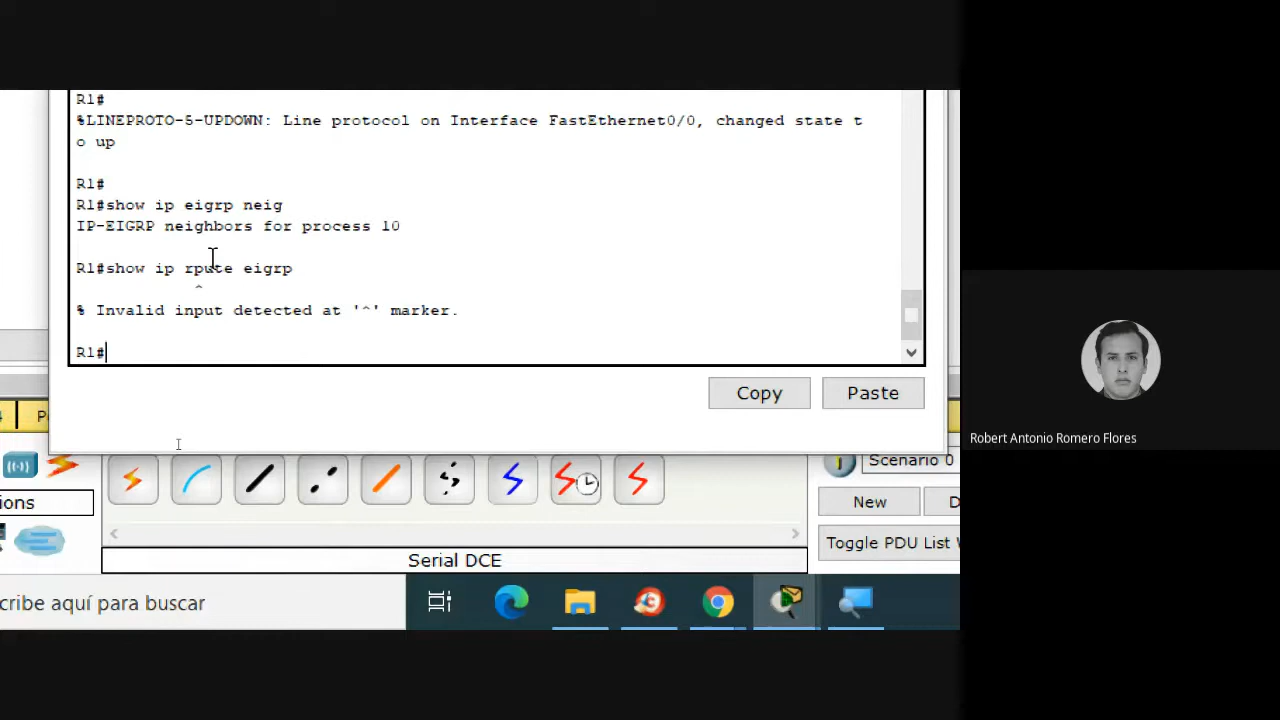 R1#
%LINEPROTO-5-UPDOWN: Line protocol on Interface FastEthernet0/0, changed state t
o up
R1#
R1#show ip eigrp neig
IP-EIGRP neighbors for process 10
R1#show ip rpute eigrp
^
% Invalid input detected at '^' marker.
R1#
Copy
Paste
Robert Antonio Romero Flores
Scenario 0
ions
New
D
Toggle PDU List W
Serial DCE
cribe aquí para buscar